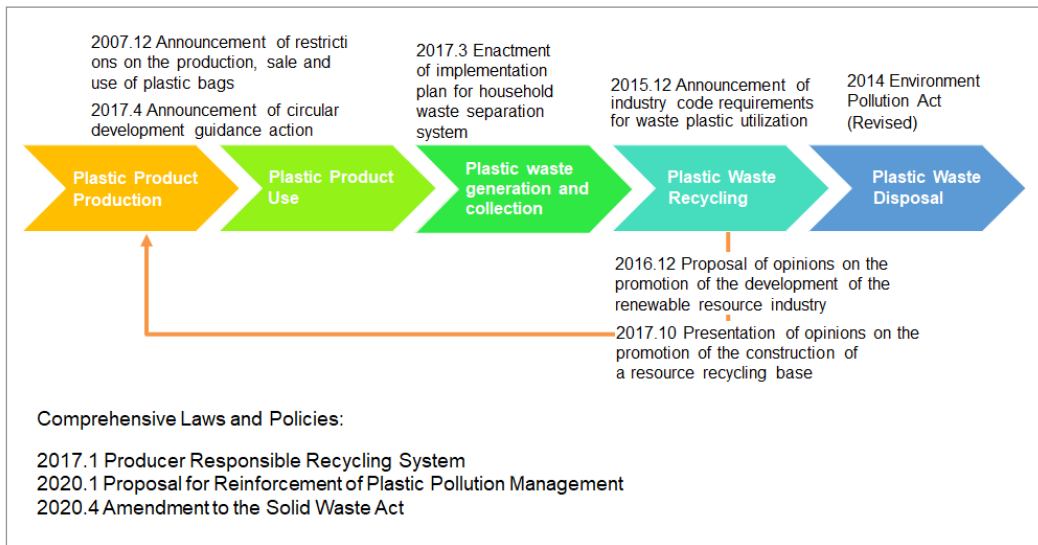 2007.12 Announcement of restricti
ons on the production, sale and
use of plastic bags
2017.4 Announcement of circular
development guidance action
2017.3 Enactment
of implementation
plan for household
waste separation
system
2015.12 Announcement of
industry code requirements
for waste plastic utilization
2014 Environment
Pollution Act
(Revised)
Plastic Product
Production
Plastic Product
Use
Plastic waste
generation and
collection
Plastic Waste
Recycling
Plastic Waste
Disposal
2016.12 Proposal of opinions on the
promotion of the development of the
renewable resource industry
2017.10 Presentation of opinions on the
promotion of the construction of
a resource recycling base
Comprehensive Laws and Policies:
2017.1 Producer Responsible Recycling System
2020.1 Proposal for Reinforcement of Plastic Pollution Management
2020.4 Amendment to the Solid Waste Act